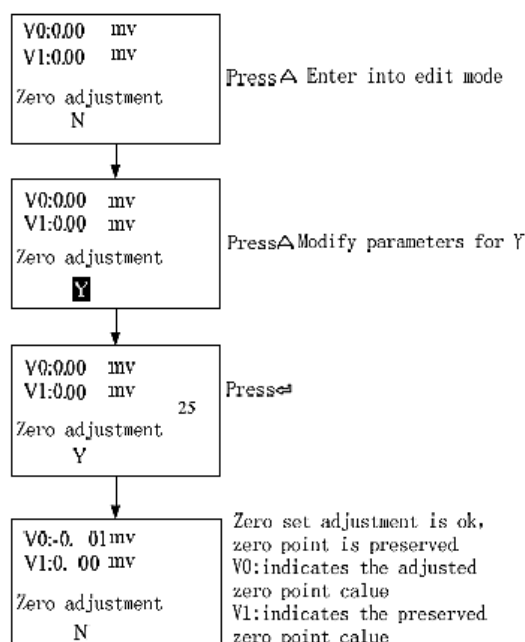 V0:0.00 mv
V1:0.00 mv
Zero adjustment
N
Press△ Enter into edit mode
V0:0.00 mv
V1:0.00 mv
Zero adjustment
Y
Press△Modify parameters for Y
V0:0.00 mv
V1:0.00 mv
25
Zero adjustment
Y
Press⏎
V0:-0. 01mv
V1:0. 00 mv
Zero adjustment
N
Zero set adjustment is ok,
zero point is preserved
V0:indicates the adjusted
zero point calue
V1:indicates the preserved
zero point calue